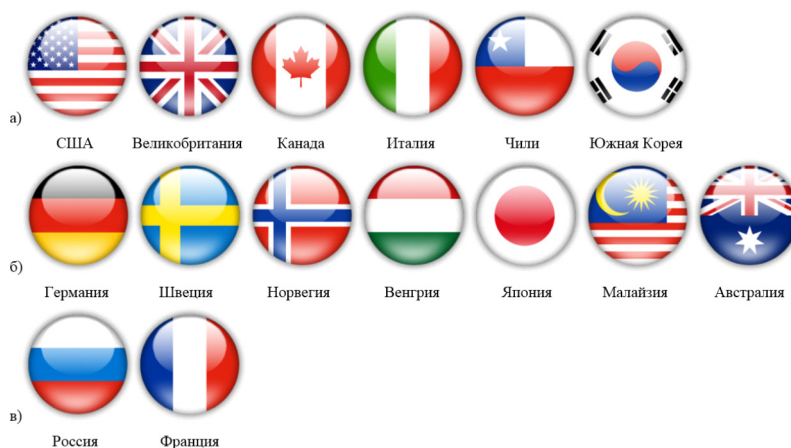 а)
США Великобритания Канада Италия Чили Южная Корея
б)
Германия Швеция Норвегия Венгрия Япония Малайзия Австралия
в)
Россия Франция